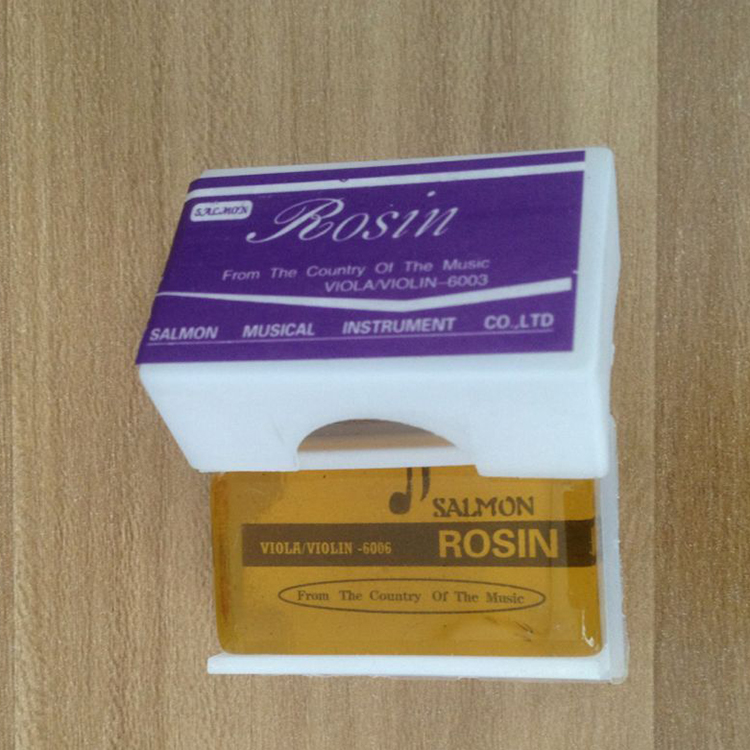 SALMON
Rosin
From The Country Of The Music
VIOLA/VIOLIN-6003
SALMON MUSICAL INSTRUMENT CO.,LTD
SALMON
VIOLA/VIOLIN -6006 ROSIN
From The Country Of The Music